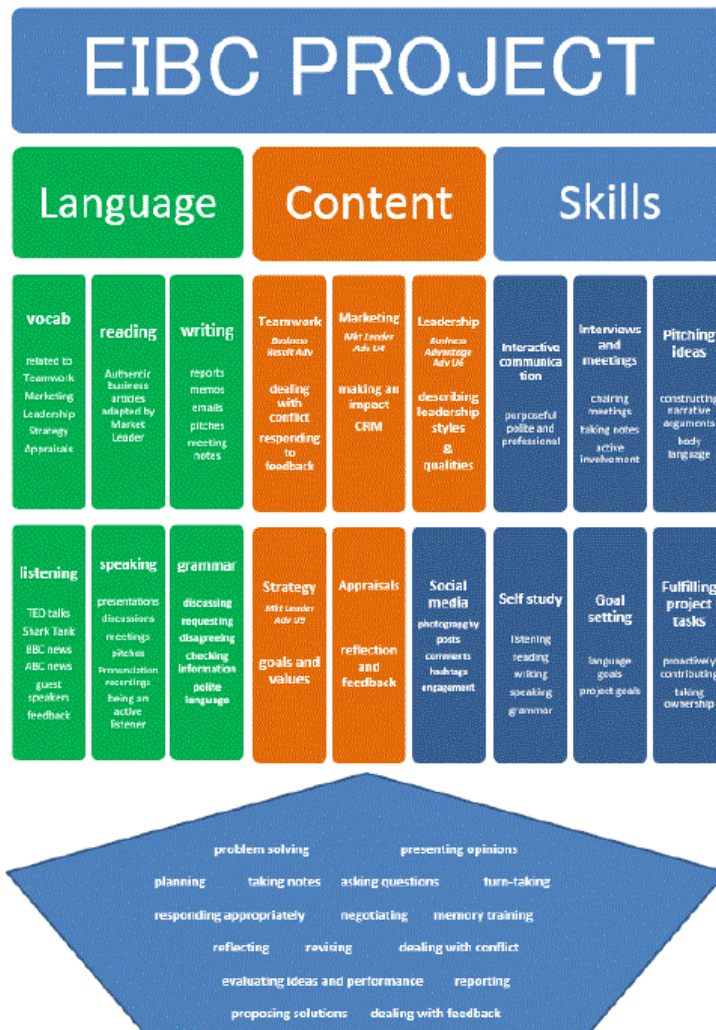 EIBC PROJECT
Language
Content
Skills
vocab
related to
Teamwork
Marketing
Leadership
Strategy
Appraisals
reading
Authentic
business
articles
adapted by
Market
Leader
writing
reports
memos
emails
pitches
meeting
notes
Teamwork
Business
Result Adv
dealing
with
conflict
responding
to
feedback
Marketing
Mkt Leader
Adv U4
making an
impact
CRM
Leadership
Business
Advantage
Adv U6
describing
leadership
styles
&
qualities
Interactive
communica
tion
purposeful
polite and
professional
Interviews
and
meetings
chairing
meetings
taking notes
active
involvement
Pitching
ideas
constructing
narrative
arguments
body
language
listening
TED talks
Shark Tank
BBC news
ABC news
guest
speakers
feedback
speaking
presentations
discussions
meetings
pitches
Pronunciation
recordings
being an
active
listener
grammar
discussing
requesting
disagreeing
checking
information
polite
language
Strategy
Mkt Leader
Adv U9
goals and
values
Appraisals
reflection
and
feedback
Social
media
photography
posts
comments
hashtags
engagement
Self study
listening
reading
writing
speaking
grammar
Goal
setting
language
goals
project goals
Fulfilling
project
tasks
proactively
contributing
taking
ownership
problem solving presenting opinions
planning taking notes asking questions turn-taking
responding appropriately negotiating memory training
reflecting revising dealing with conflict
evaluating ideas and performance reporting
proposing solutions dealing with feedback